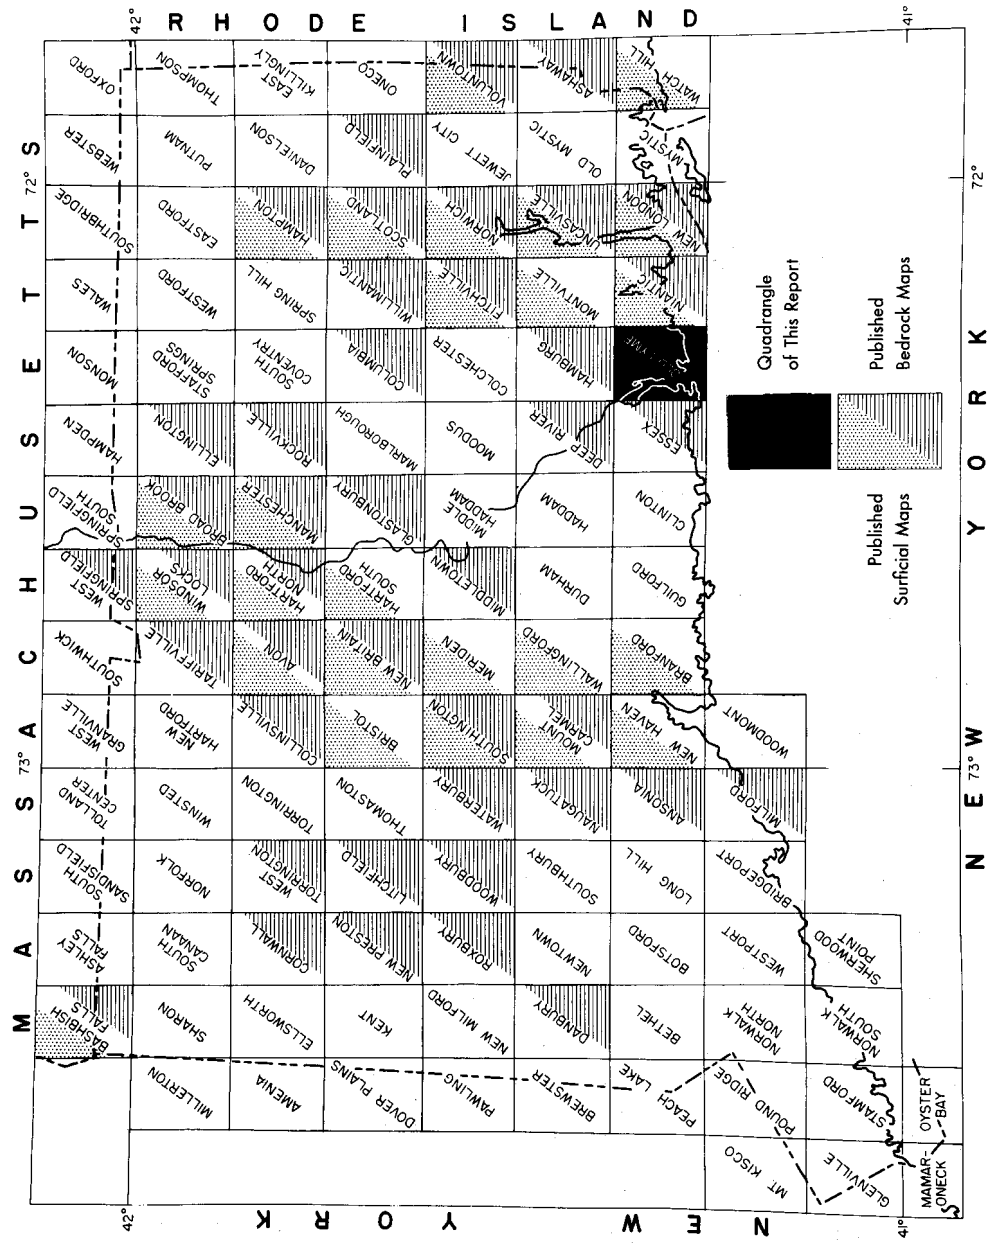 42°
RHODE ISLAND
41°
OXFORD
THOMPSON
EAST
KILLINGLY
ONECO
VOLUNTOWN
ASHAWAY
WATCH HILL
WEBSTER
PUTNAM
DANIELSON
PLAINFIELD
JEWETT CITY
OLD MYSTIC
MYSTIC
72°
72°
SOUTHBRIDGE
EASTFORD
HAMPTON
SCOTLAND
NORWICH
UNCASVILLE
NEW LONDON
WALES
WESTFORD
SPRING HILL
WILLIMANTIC
FITCHVILLE
MONTVILLE
NIANTIC
MONSON
STAFFORD
SPRINGS
SOUTH
COVENTRY
COLUMBIA
COLCHESTER
HAMBURG
HAMPDEN
ELLINGTON
ROCKVILLE
MARLBOROUGH
MOODUS
DEEP RIVER
ESSEX
SPRINGFIELD
SOUTH
BROAD BROOK
MANCHESTER
GLASTONBURY
MIDDLE
HADDAM
HADDAM
CLINTON
WEST
SPRINGFIELD
WINDSOR
LOCKS
HARTFORD
NORTH
HARTFORD
SOUTH
MIDDLETOWN
DURHAM
GUILFORD
SOUTHWICK
TARIFFVILLE
AVON
NEW BRITAIN
MERIDEN
WALLINGFORD
BRANFORD
WEST
GRANVILLE
NEW
HARTFORD
COLLINSVILLE
BRISTOL
SOUTHINGTON
MOUNT
CARMEL
NEW HAVEN
WOODMONT
73°
73°
TOLLAND
CENTER
WINSTED
TORRINGTON
THOMASTON
WATERBURY
NAUGATUCK
ANSONIA
MILFORD
SOUTH
SANDISFIELD
NORFOLK
WEST
TORRINGTON
LITCHFIELD
WOODBURY
SOUTHBURY
LONG HILL
BRIDGEPORT
ASHLEY
FALLS
SOUTH
CANAAN
CORNWALL
NEW PRESTON
ROXBURY
NEWTOWN
BOTSFORD
WESTPORT
SHERWOOD
POINT
BASHBISH
FALLS
SHARON
ELLSWORTH
KENT
NEW MILFORD
DANBURY
BETHEL
NORWALK
NORTH
NORWALK
SOUTH
MILLERTON
AMENIA
DOVER PLAINS
PAWLING
BREWSTER
PEACH LAKE
POUND RIDGE
STAMFORD
OYSTER
BAY
MT KISCO
GLENVILLE
MAMAR-
ONECK
42°
41°
MASSACHUSETTS
NEW YORK
NEW YORK
Quadrangle
of This Report
Published
Bedrock Maps
Published
Surficial Maps